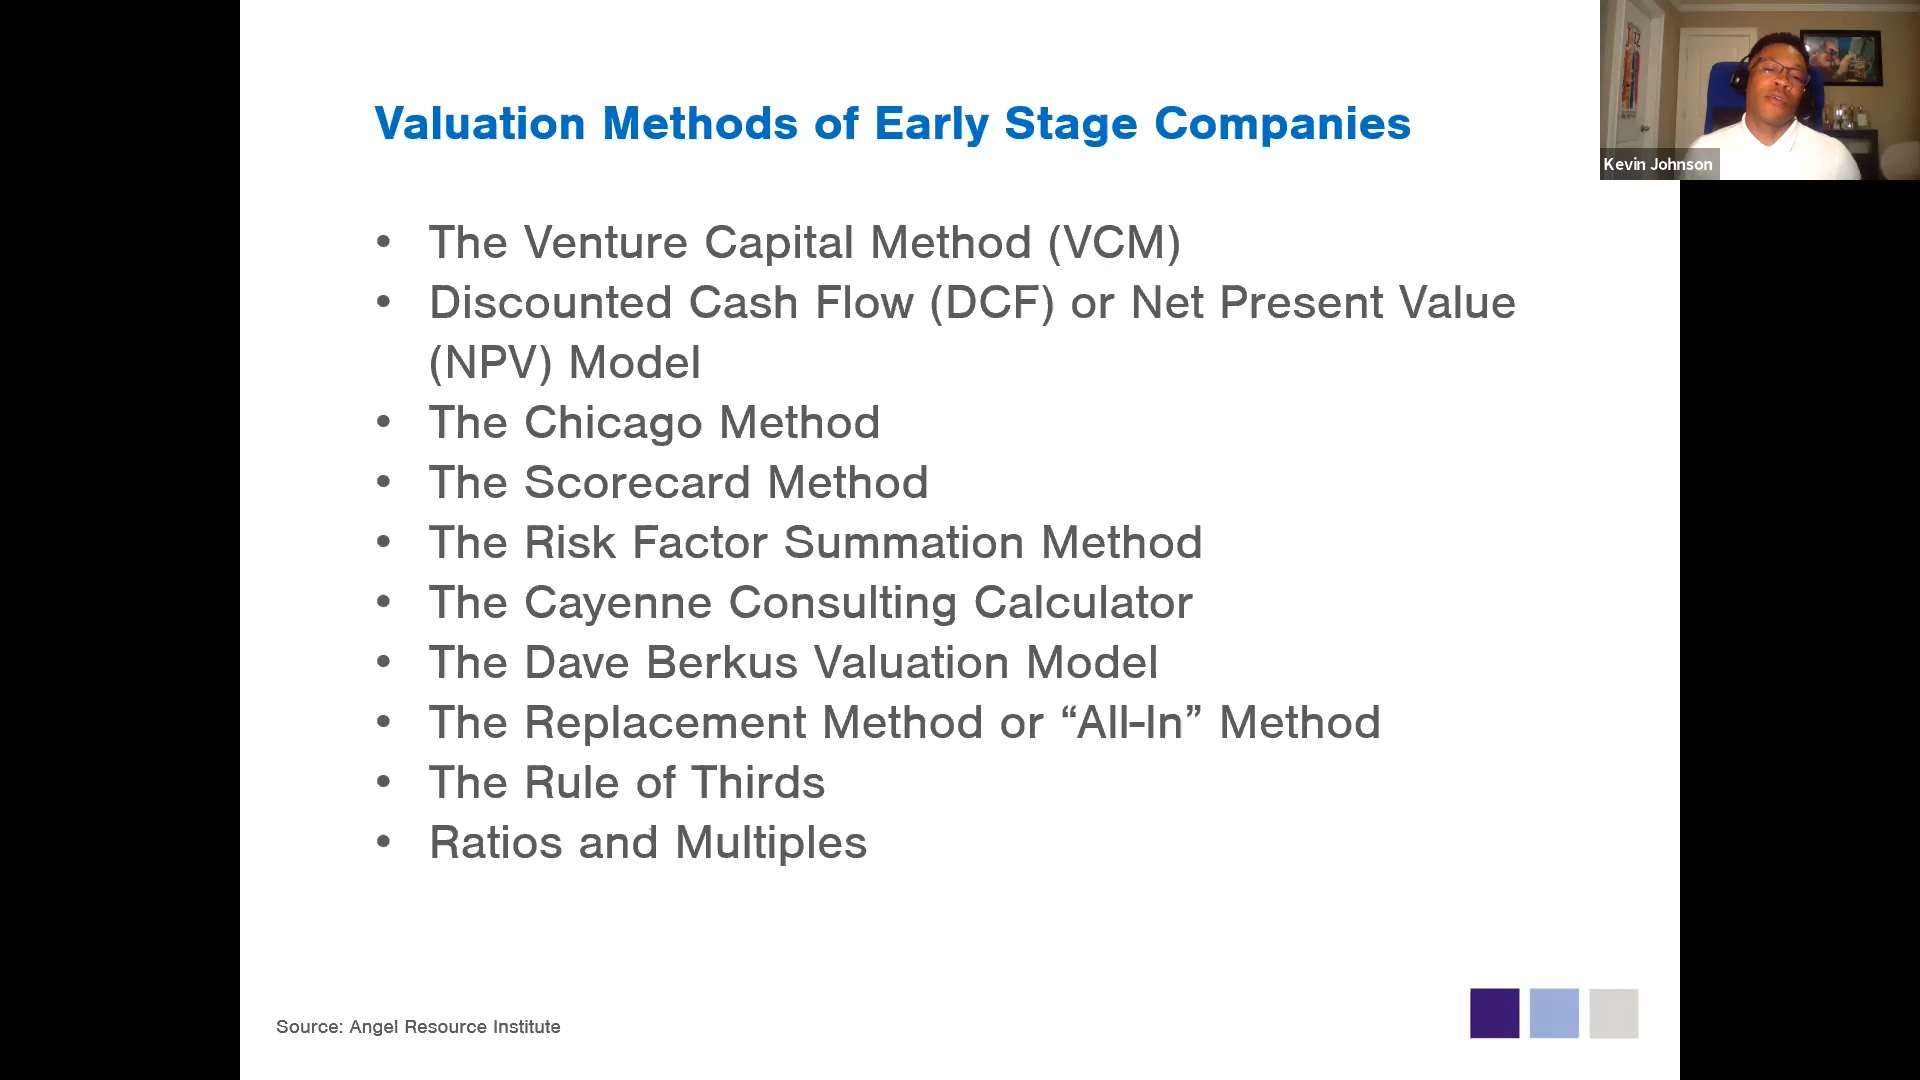 Valuation Methods of Early Stage Companies
• The Venture Capital Method (VCM)
• Discounted Cash Flow (DCF) or Net Present Value
(NPV) Model
• The Chicago Method
• The Scorecard Method
• The Risk Factor Summation Method
• The Cayenne Consulting Calculator
• The Dave Berkus Valuation Model
• The Replacement Method or “All-In” Method
• The Rule of Thirds
• Ratios and Multiples
Source: Angel Resource Institute
Kevin Johnson